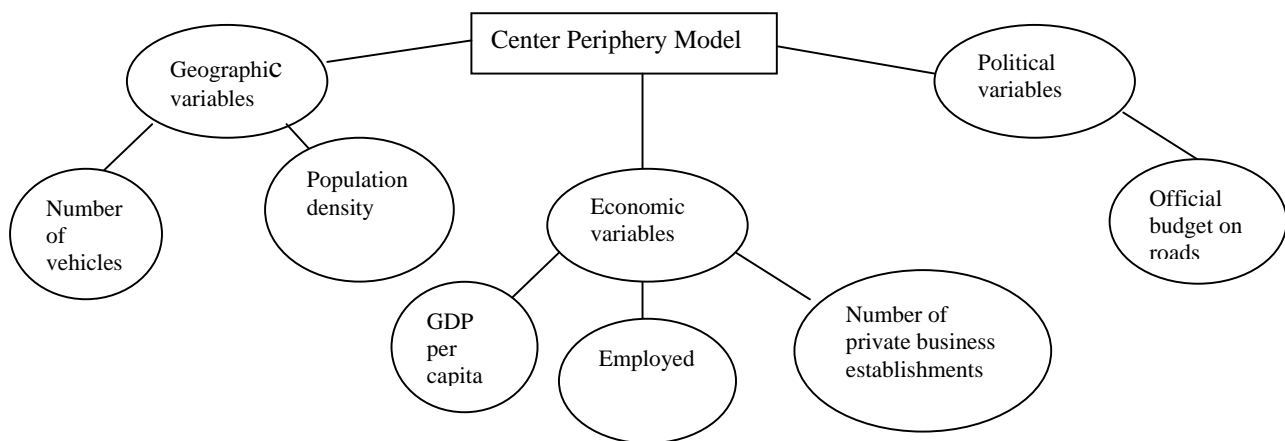 Center Periphery Model
Geographic
variables
Political
variables
Number
of
vehicles
Population
density
Economic
variables
Official
budget on
roads
GDP
per
capita
Employed
Number of
private business
establishments